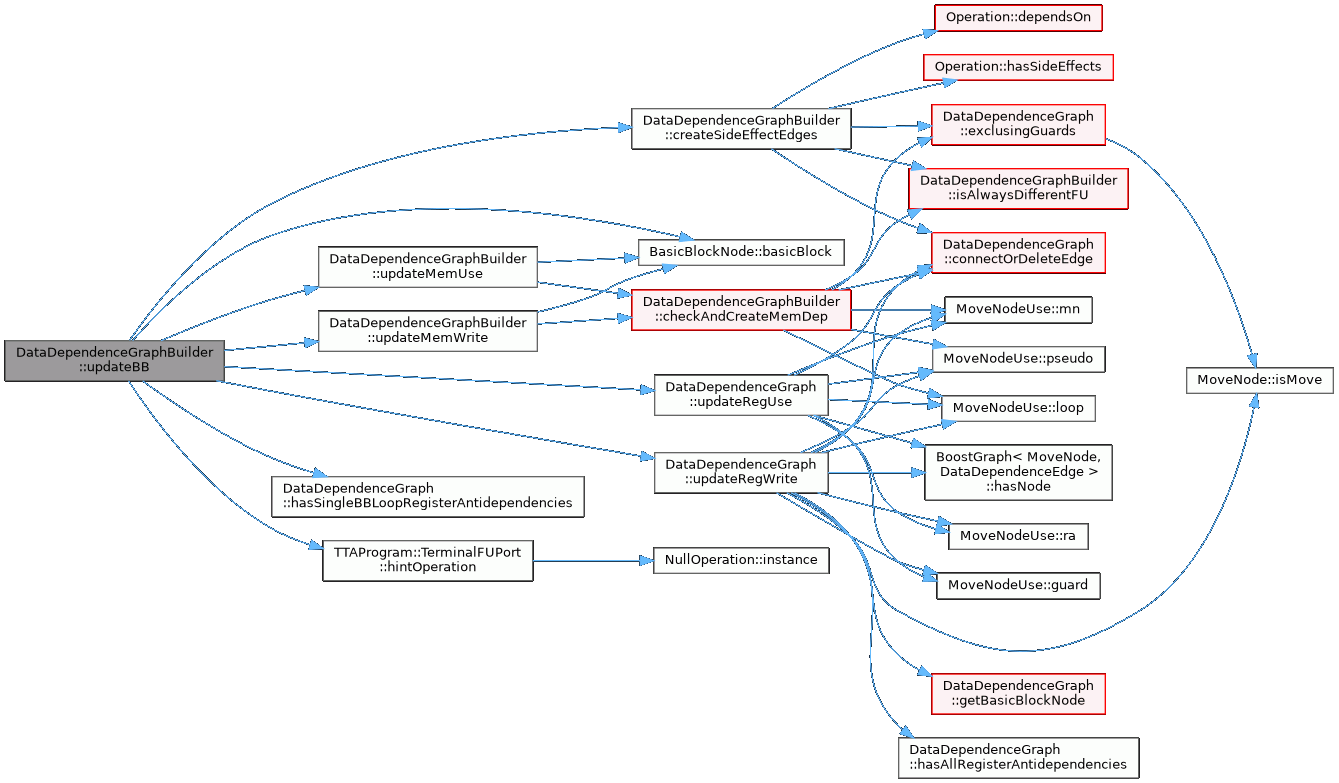 Operation::dependsOn
Operation::hasSideEffects
DataDependenceGraphBuilder
::createSideEffectEdges
DataDependenceGraph
::exclusingGuards
DataDependenceGraphBuilder
::isAlwaysDifferentFU
DataDependenceGraphBuilder
::updateMemUse
BasicBlockNode::basicBlock
DataDependenceGraph
::connectOrDeleteEdge
DataDependenceGraphBuilder
::updateMemWrite
DataDependenceGraphBuilder
::checkAndCreateMemDep
MoveNodeUse::mn
DataDependenceGraphBuilder
::updateBB
MoveNodeUse::pseudo
MoveNode::isMove
DataDependenceGraph
::updateRegUse
MoveNodeUse::loop
DataDependenceGraph
::updateRegWrite
BoostGraph< MoveNode,
DataDependenceEdge >
::hasNode
DataDependenceGraph
::hasSingleBBLoopRegisterAntidependencies
MoveNodeUse::ra
TTAProgram::TerminalFUPort
::hintOperation
NullOperation::instance
MoveNodeUse::guard
DataDependenceGraph
::getBasicBlockNode
DataDependenceGraph
::hasAllRegisterAntidependencies